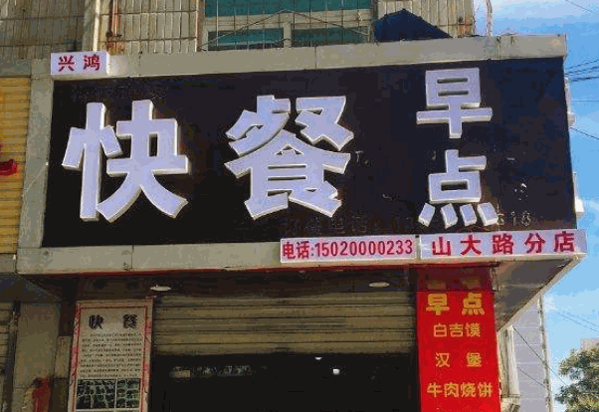 兴鸿
快餐
早点
电话:15020000233
山大路分店
快餐
早点
白吉馍
汉堡
牛肉烧饼